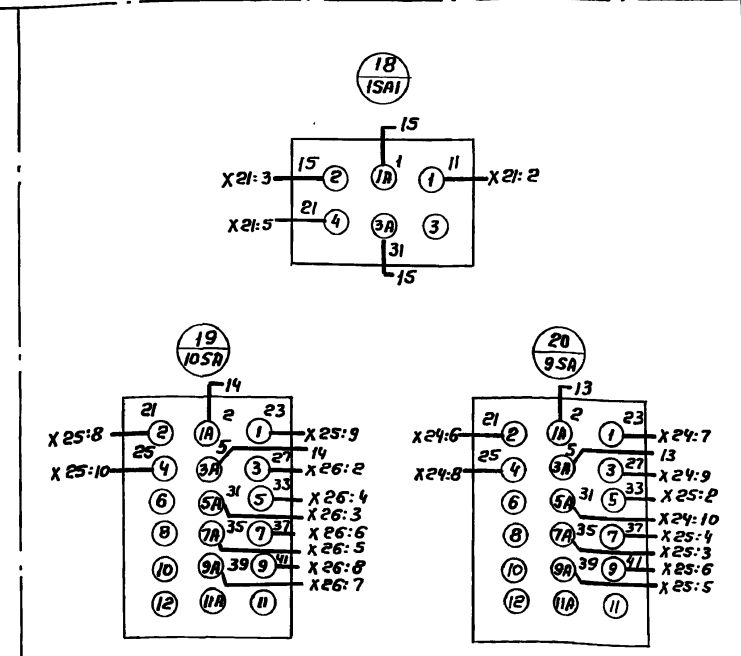 18
1SA1
15
15 1 11
X21:3 2 1A 1 X21:2
21
X21:5 4 3A 3
31
15
19
10SA
14
21 2 23
X25:8 2 1A 1 X25:9
25 5 27 14
X25:10 4 3A 3 X26:2
31 33 X26:4
6 5A 5 X26:3
35 37 X26:6
8 7A 7 X26:5
39 41 X26:8
10 9A 9 X26:7
12 11A 11
20
9SA
13
21 2 23
X24:6 2 1A 1 X24:7
25 5 27 13
X24:8 4 3A 3 X24:9
31 33 X25:2
6 5A 5 X24:10
35 37 X25:4
8 7A 7 X25:3
39 41 X25:6
10 9A 9 X25:5
12 11A 11